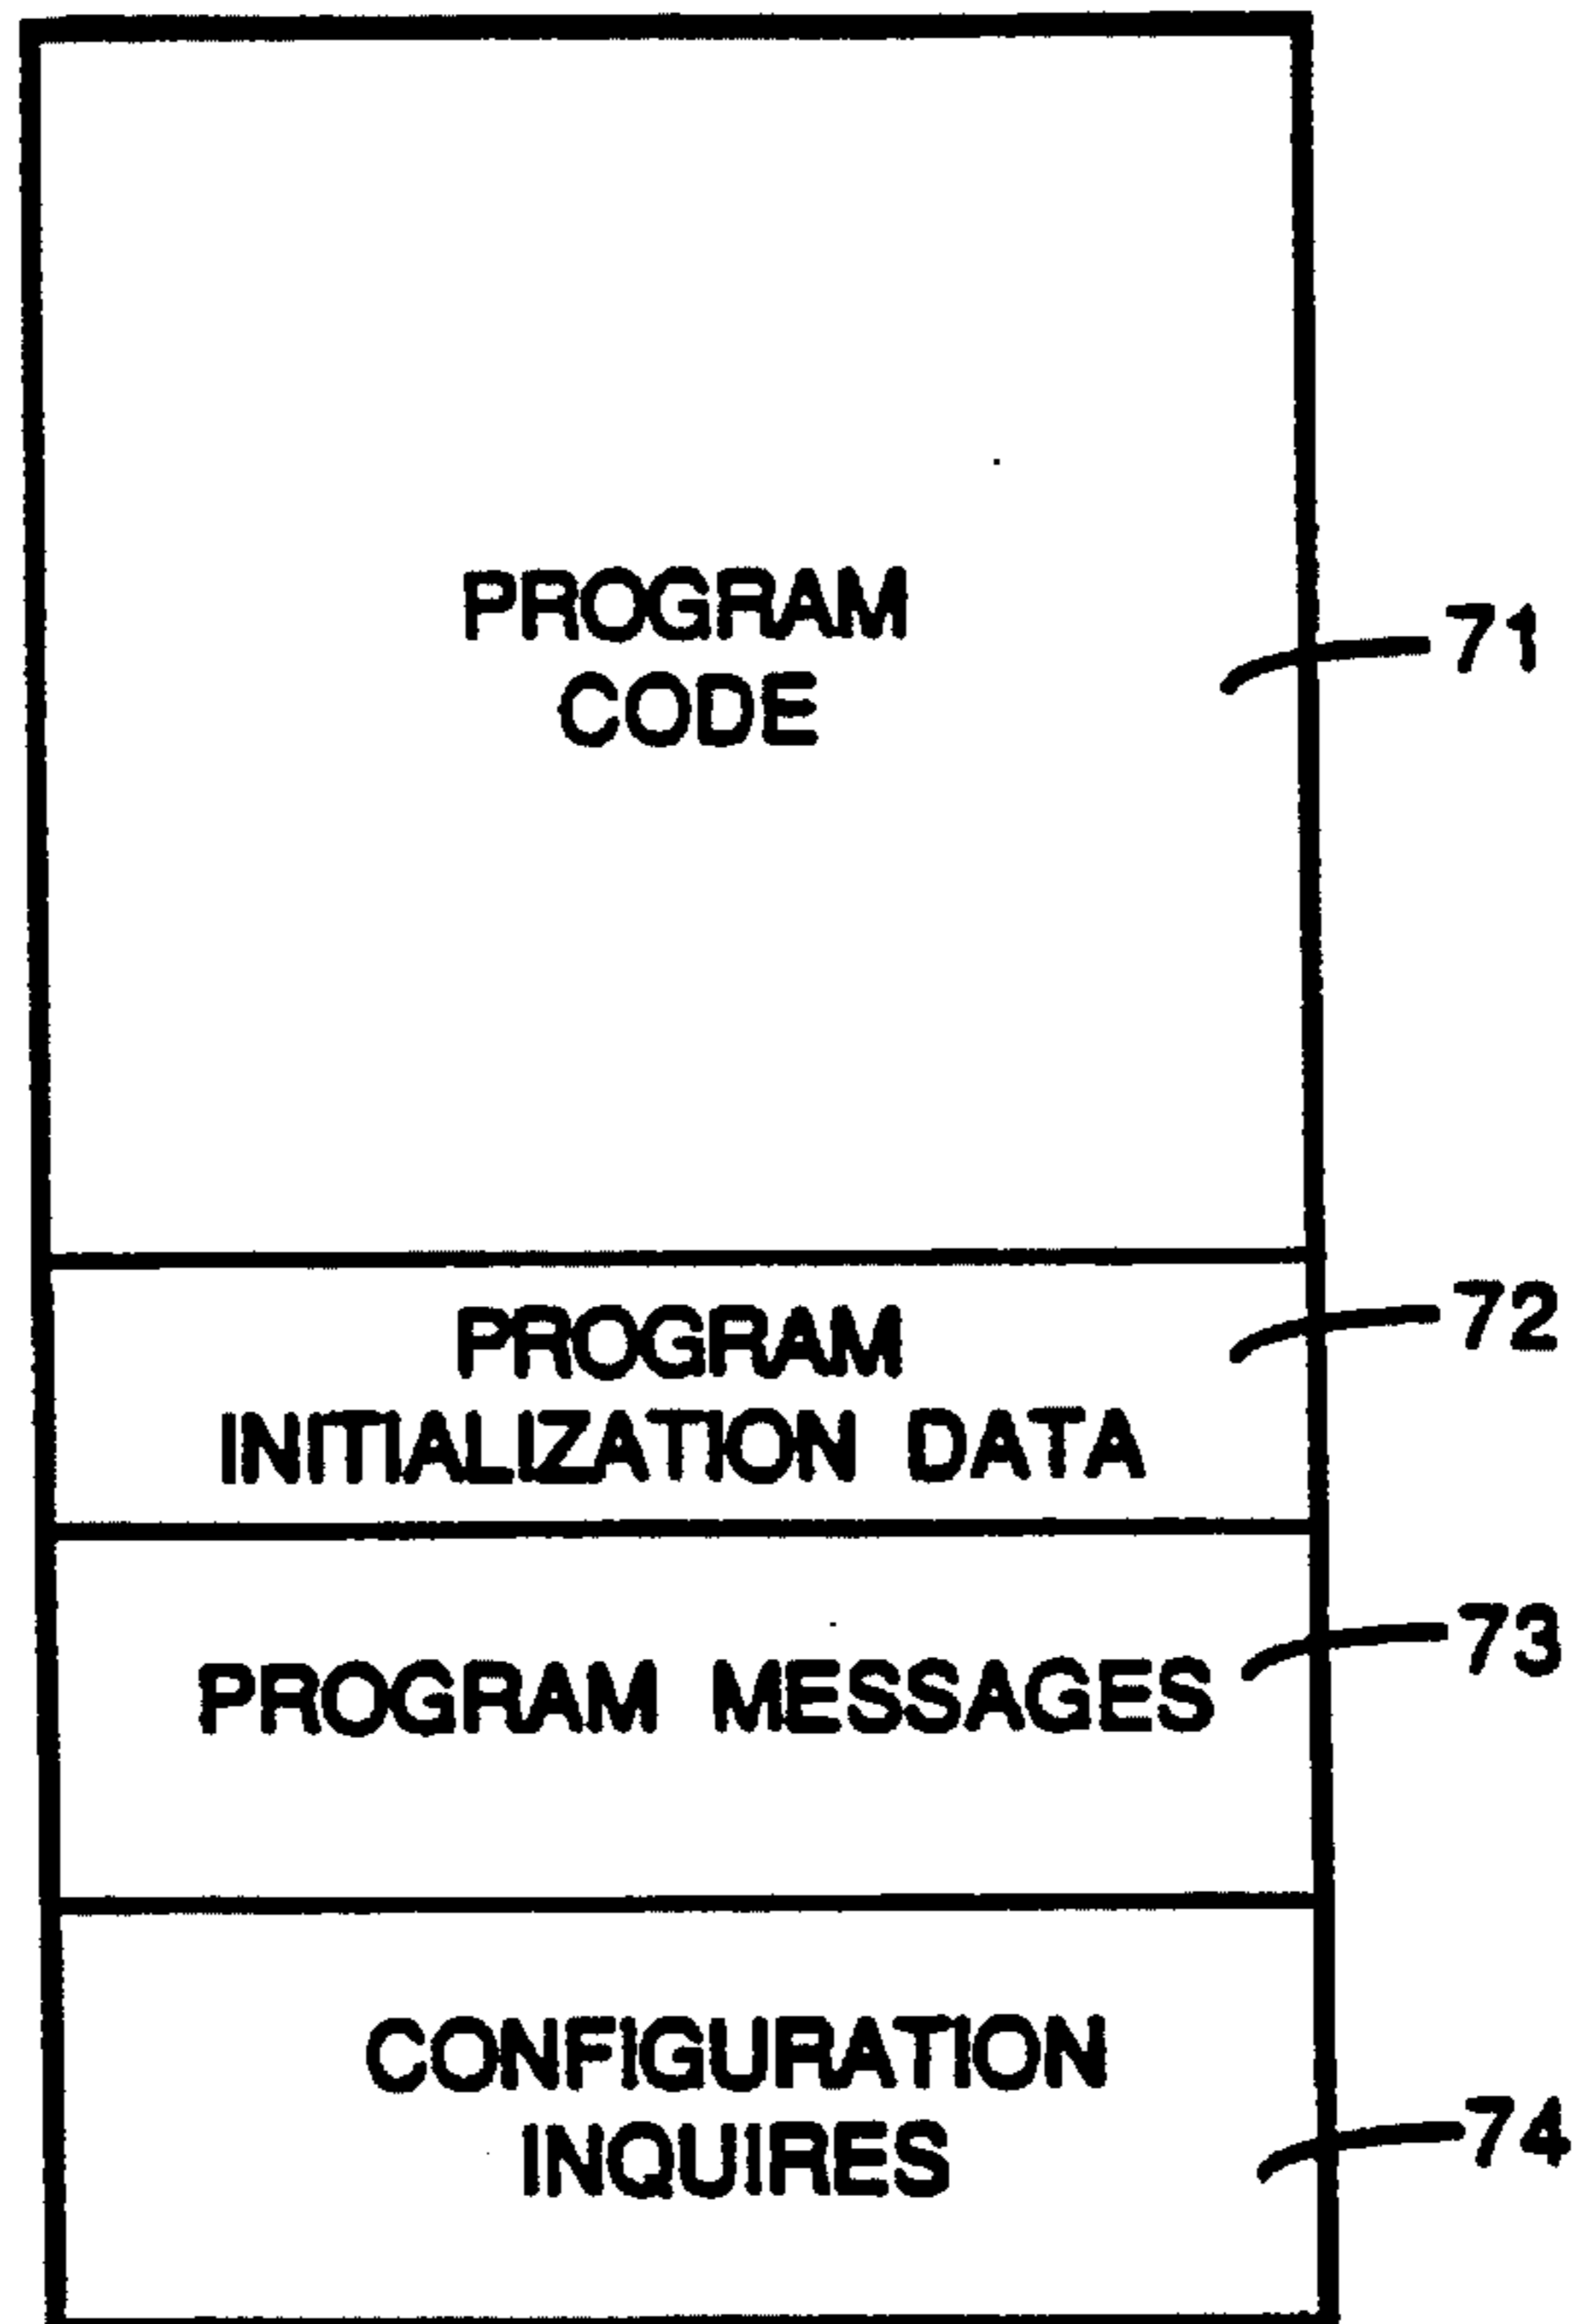 PROGRAM
CODE
71
PROGRAM
INITIALIZATION DATA
72
PROGRAM MESSAGES
73
CONFIGURATION
INQUIRES
74